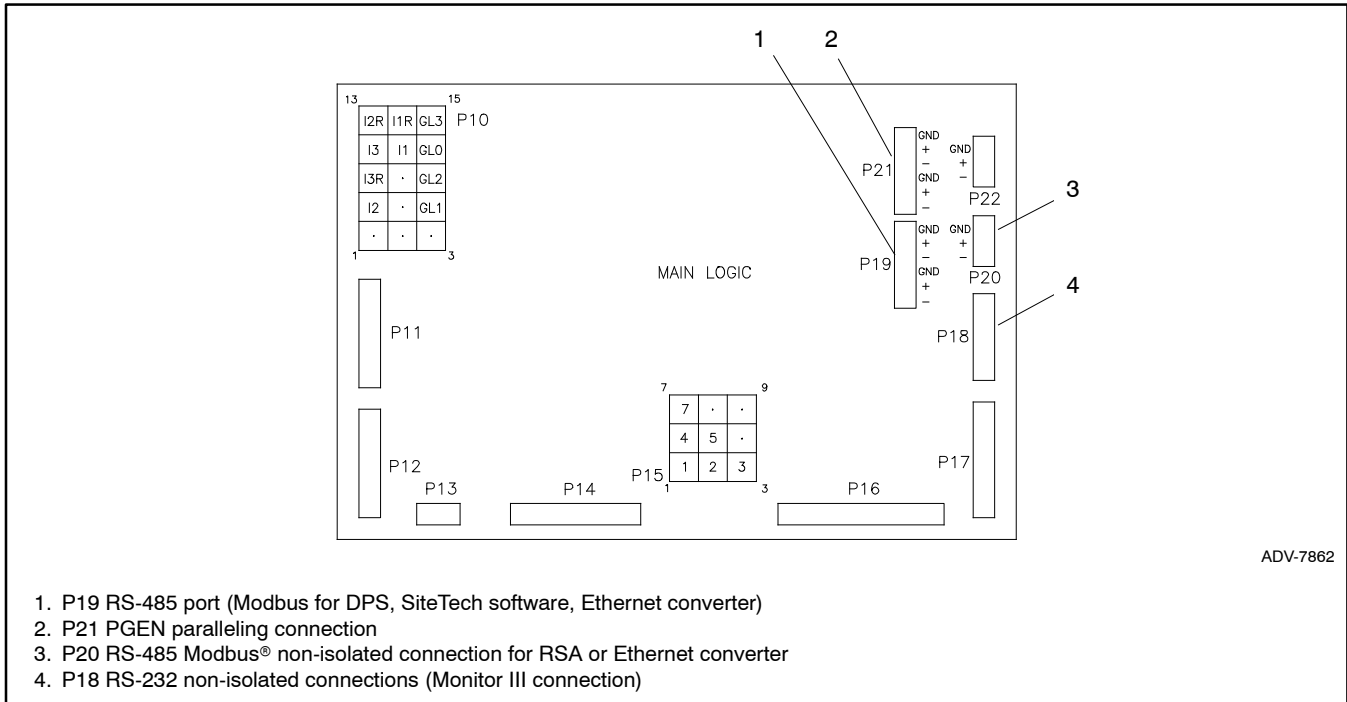 1 2
13 15
I2R I1R GL3 P10
I3 I1 GL0
I3R · GL2
I2 · GL1
· · ·
1 3
P21 GND + − GND + −
GND + − P22
3
P19 GND + − GND + −
GND + − P20
MAIN LOGIC
4
P11
P18
7 9
7 · ·
4 5 ·
1 2 3
P15
1 3
P12
P17
P13 P14 P16
ADV-7862
1. P19 RS-485 port (Modbus for DPS, SiteTech software, Ethernet converter)
2. P21 PGEN paralleling connection
3. P20 RS-485 Modbus® non-isolated connection for RSA or Ethernet converter
4. P18 RS-232 non-isolated connections (Monitor III connection)